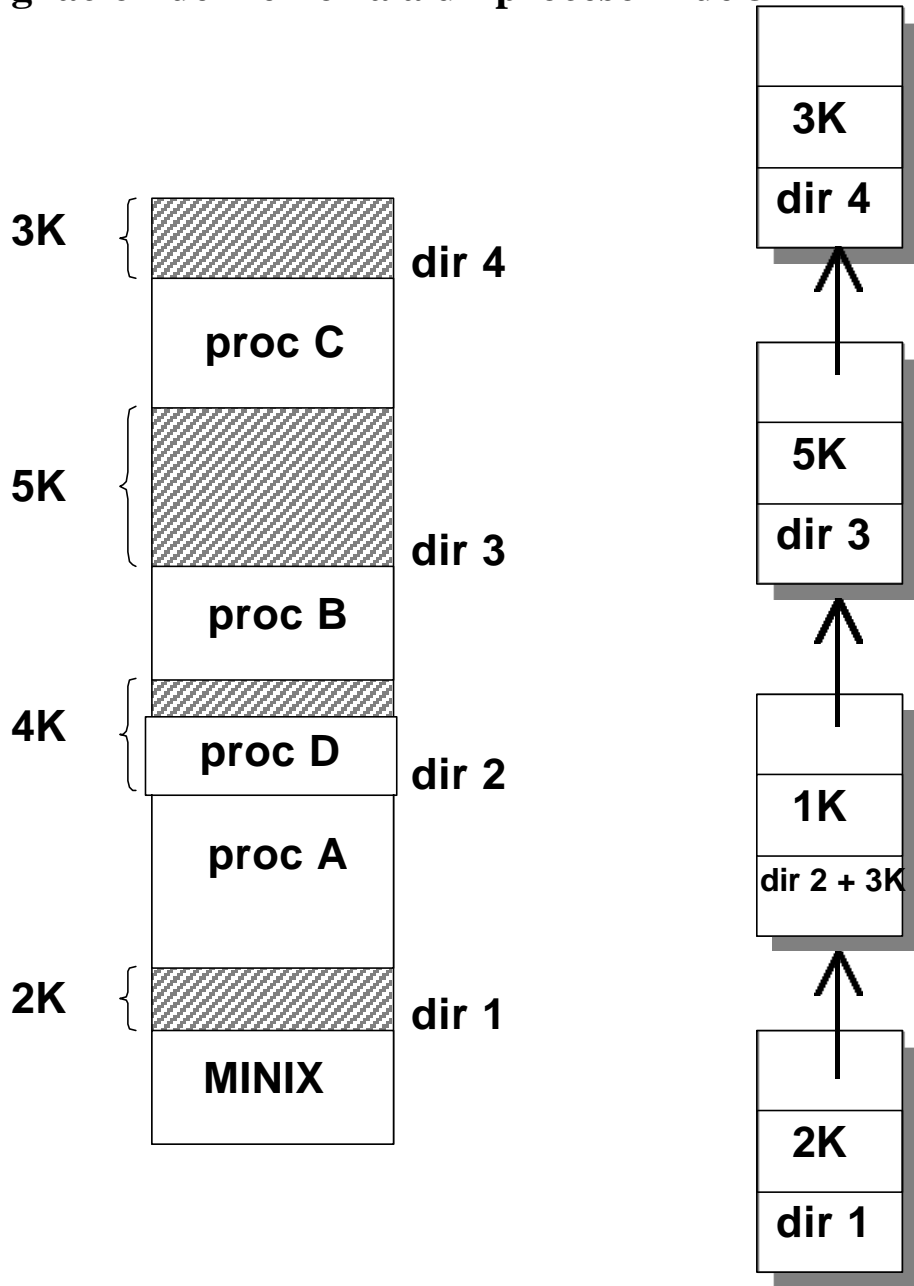 3K
dir 4
proc C
5K
dir 3
proc B
4K
proc D
dir 2
proc A
2K
dir 1
MINIX
3K
dir 4
5K
dir 3
1K
dir 2 + 3K
2K
dir 1